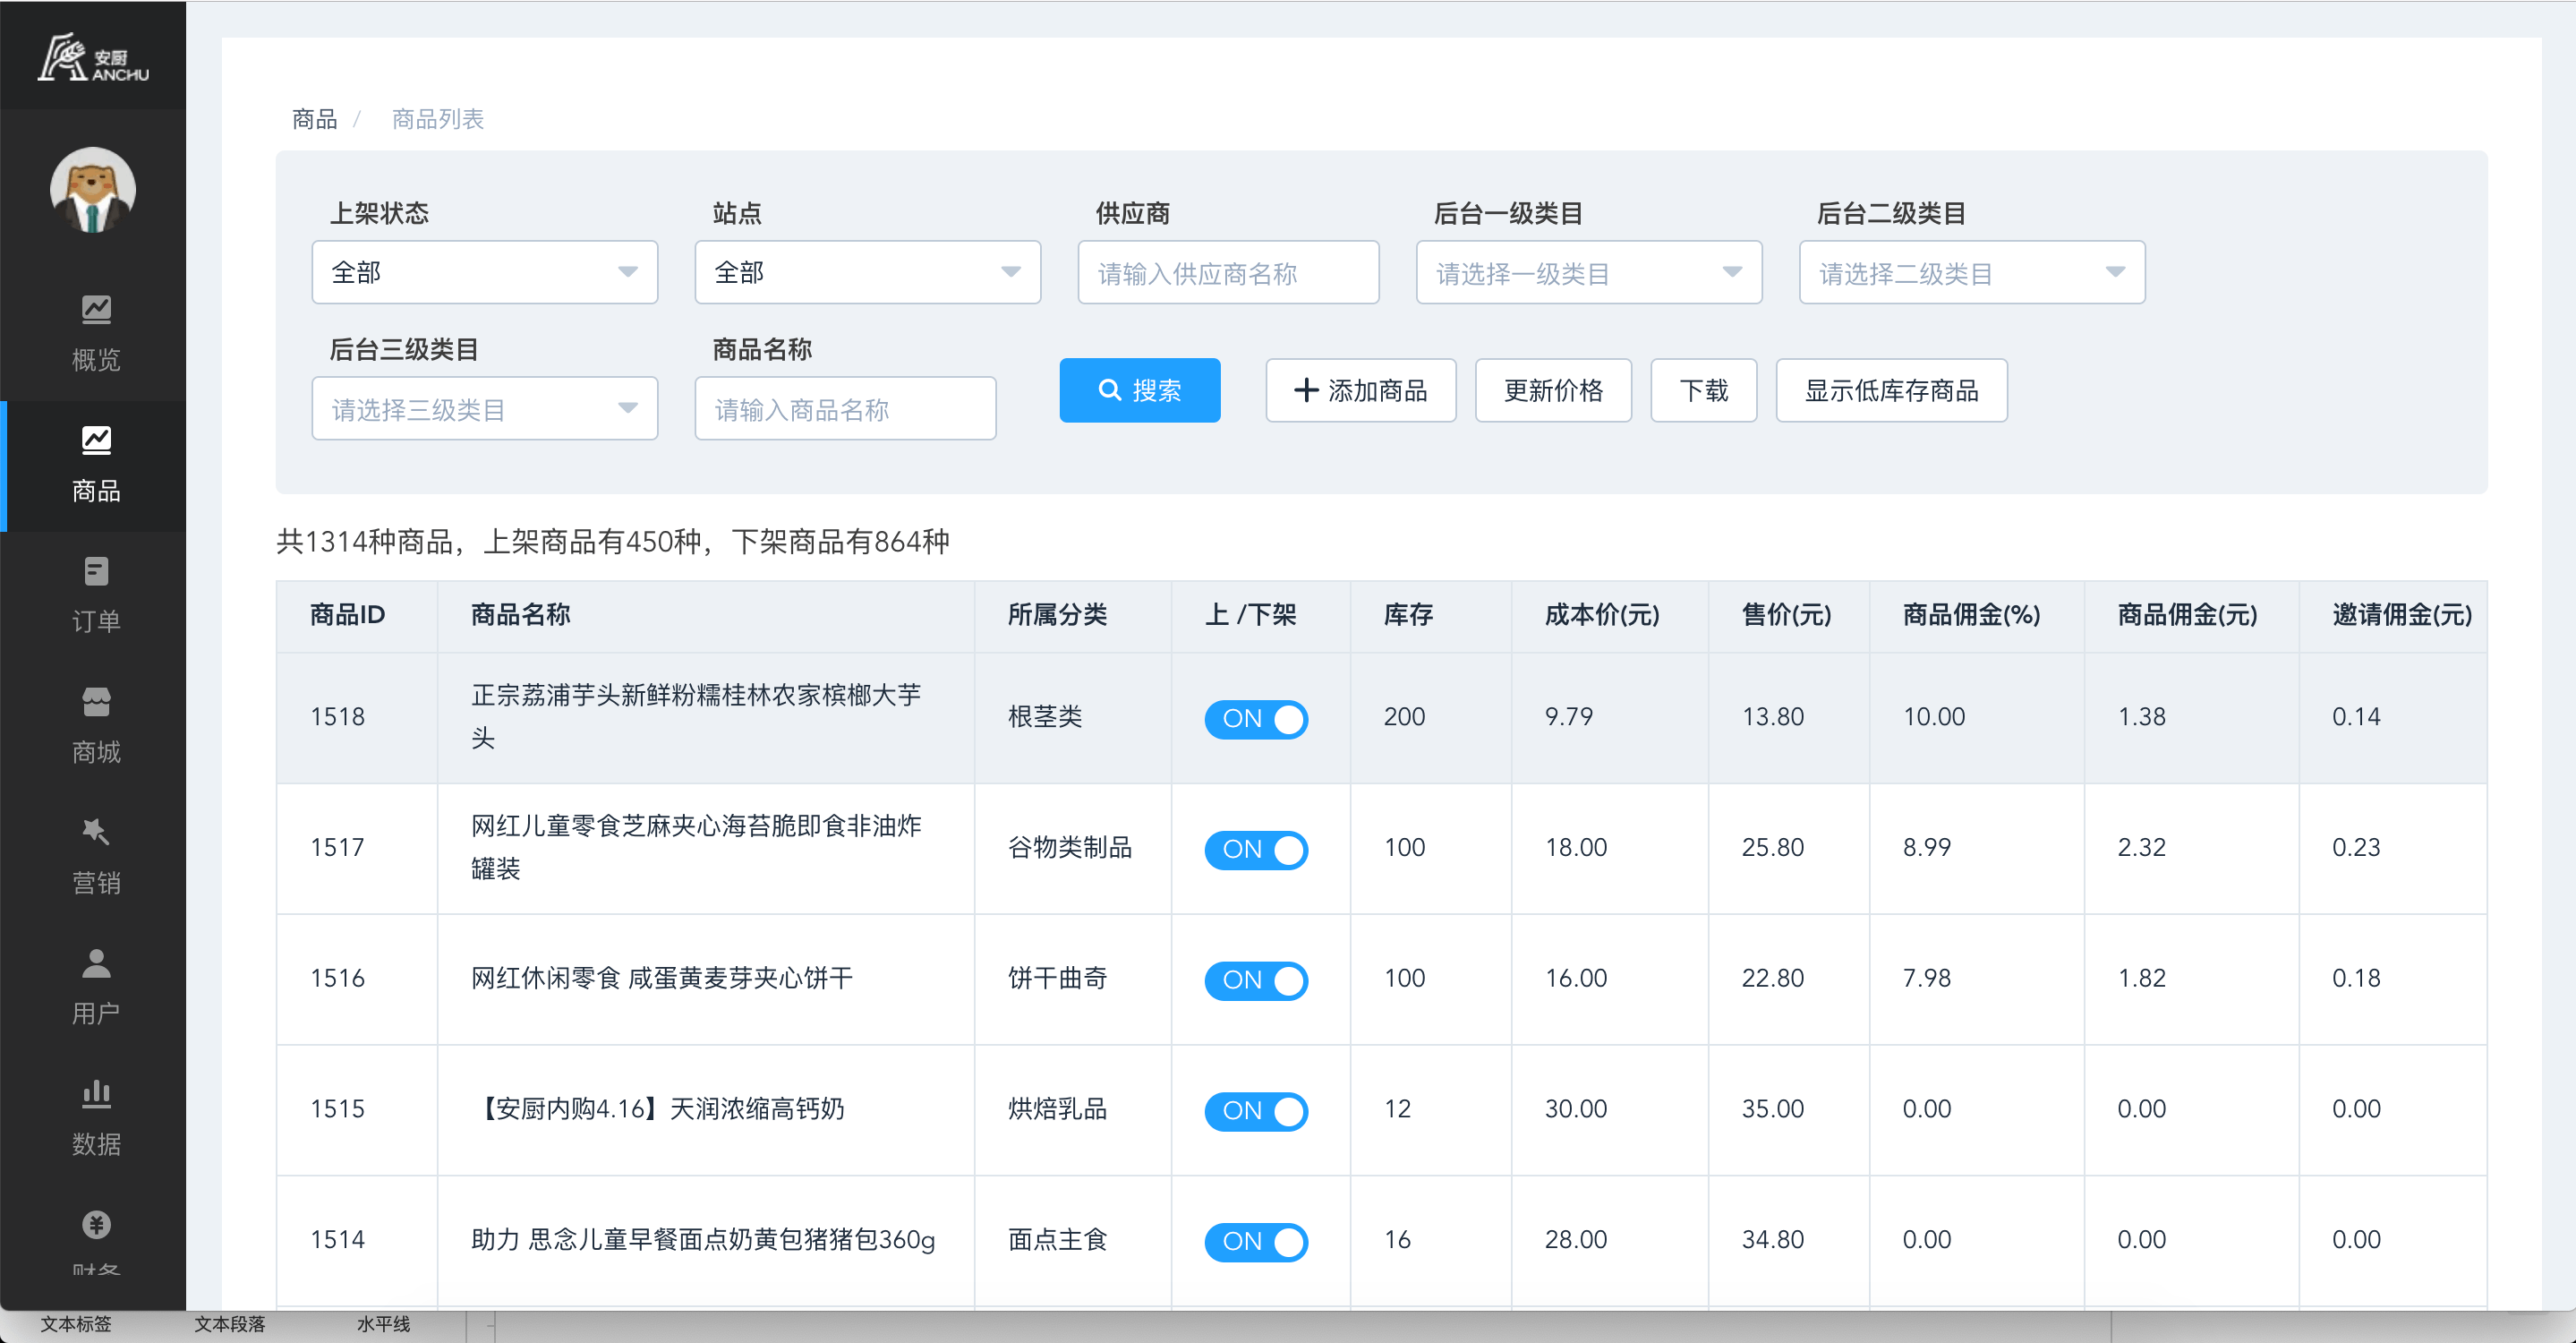 安厨
ANCHU
概览
商品
订单
商城
营销
用户
数据
财务
商品 / 商品列表
上架状态 站点 供应商 后台一级类目 后台二级类目
全部 全部 请输入供应商名称 请选择一级类目 请选择二级类目
后台三级类目 商品名称
请选择三级类目 请输入商品名称 搜索 添加商品 更新价格 下载 显示低库存商品
共1314种商品，上架商品有450种，下架商品有864种
商品ID 商品名称 所属分类 上 /下架 库存 成本价(元) 售价(元) 商品佣金(%) 商品佣金(元) 邀请佣金(元)
1518 正宗荔浦芋头新鲜粉糯桂林农家槟榔大芋
头 根茎类 ON 200 9.79 13.80 10.00 1.38 0.14
1517 网红儿童零食芝麻夹心海苔脆即食非油炸
罐装 谷物类制品 ON 100 18.00 25.80 8.99 2.32 0.23
1516 网红休闲零食 咸蛋黄麦芽夹心饼干 饼干曲奇 ON 100 16.00 22.80 7.98 1.82 0.18
1515 【安厨内购4.16】天润浓缩高钙奶 烘焙乳品 ON 12 30.00 35.00 0.00 0.00 0.00
1514 助力 思念儿童早餐面点奶黄包猪猪包360g 面点主食 ON 16 28.00 34.80 0.00 0.00 0.00
文本标签 文本段落 水平线